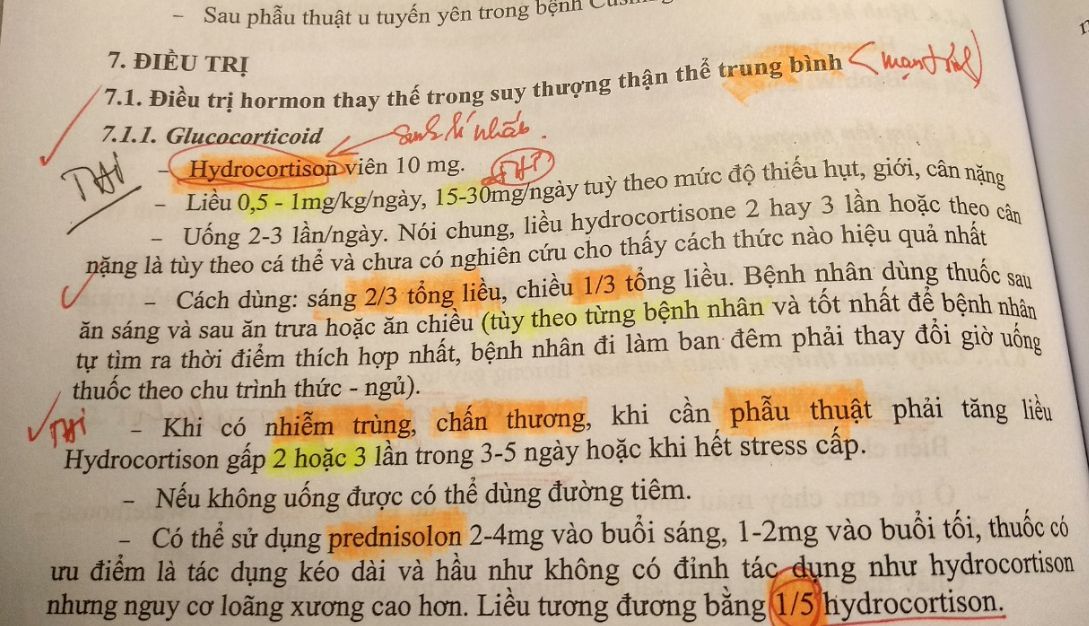 - Sau phẫu thuật u tuyến yên trong bệnh
7. ĐIỀU TRỊ
7.1. Điều trị hormon thay thế trong suy thượng thận thể trung bình
7.1.1. Glucocorticoid
- Hydrocortison viên 10 mg.
THI
- Liều 0,5 - 1mg/kg/ngày, 15-30mg/ngày tuỳ theo mức độ thiếu hụt, giới, cân nặng
- Uống 2-3 lần/ngày. Nói chung, liều hydrocortisone 2 hay 3 lần hoặc theo cân
nặng là tùy theo cá thể và chưa có nghiên cứu cho thấy cách thức nào hiệu quả nhất
- Cách dùng: sáng 2/3 tổng liều, chiều 1/3 tổng liều. Bệnh nhân dùng thuốc sau
ăn sáng và sau ăn trưa hoặc ăn chiều (tùy theo từng bệnh nhân và tốt nhất để bệnh nhân
tự tìm ra thời điểm thích hợp nhất, bệnh nhân đi làm ban đêm phải thay đổi giờ uống
thuốc theo chu trình thức - ngủ).
THI - Khi có nhiễm trùng, chấn thương, khi cần phẫu thuật phải tăng liều
Hydrocortison gấp 2 hoặc 3 lần trong 3-5 ngày hoặc khi hết stress cấp.
- Nếu không uống được có thể dùng đường tiêm.
- Có thể sử dụng prednisolon 2-4mg vào buổi sáng, 1-2mg vào buổi tối, thuốc có
ưu điểm là tác dụng kéo dài và hầu như không có đỉnh tác dụng như hydrocortison
nhưng nguy cơ loãng xương cao hơn. Liều tương đương bằng 1/5 hydrocortison.